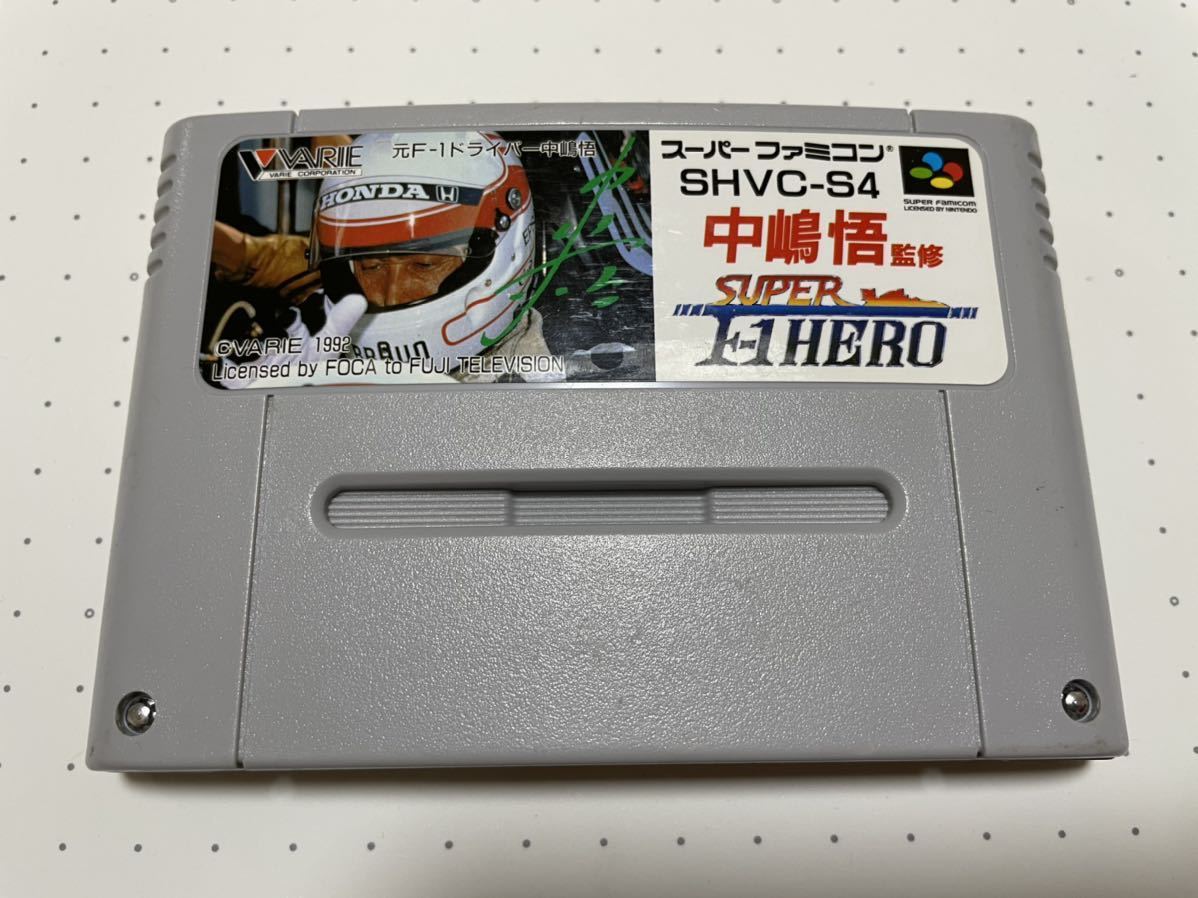 VARIE
VARIE CORPORATION
元F-1ドライバー中嶋悟
HONDA
BRAUN
©VARIE 1992
Licensed by FOCA to FUJI TELEVISION
スーパーファミコン®
SHVC-S4
SUPER FAMICOM
LICENSED BY NINTENDO
中嶋悟監修
SUPER
F-1 HERO